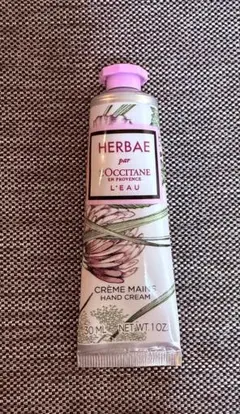 HERBAE
par
L'OCCITANE
EN PROVENCE
L'EAU
CRÈME MAINS
HAND CREAM
30 ML NET WT 1 OZ.